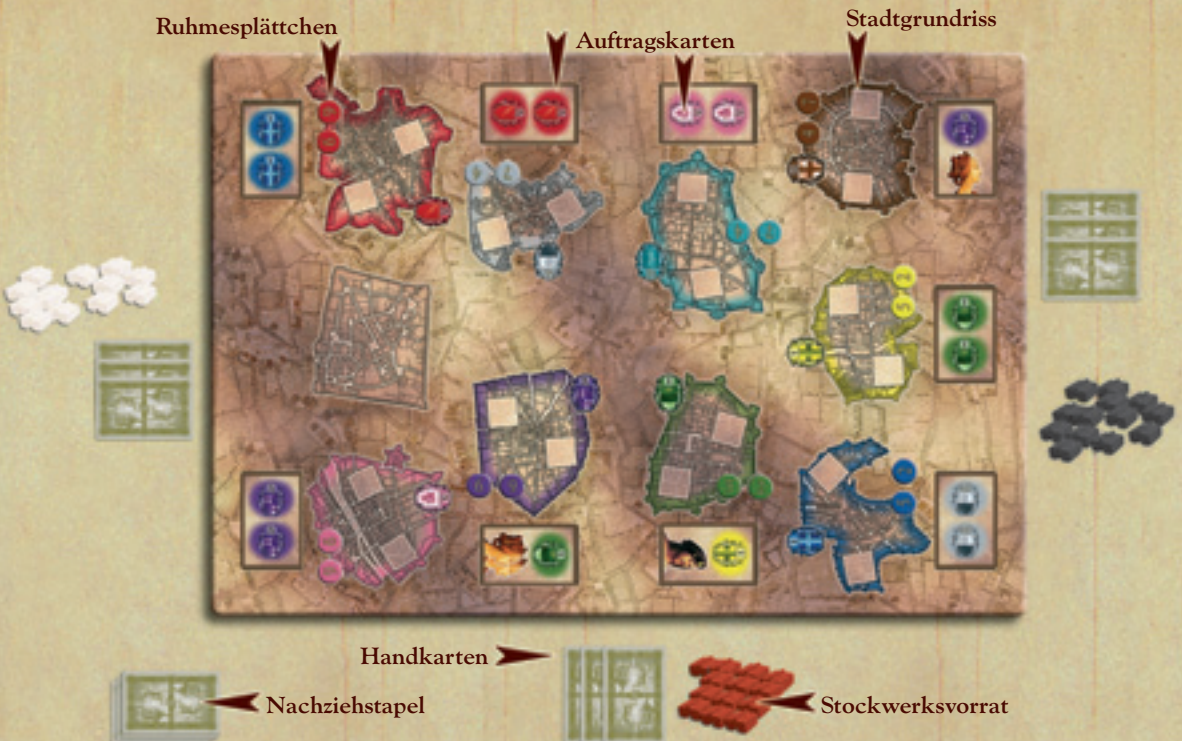 Ruhmesplättchen
Auftragskarten
Stadtgrundriss
Handkarten
Nachziehstapel
Stockwerksvorrat